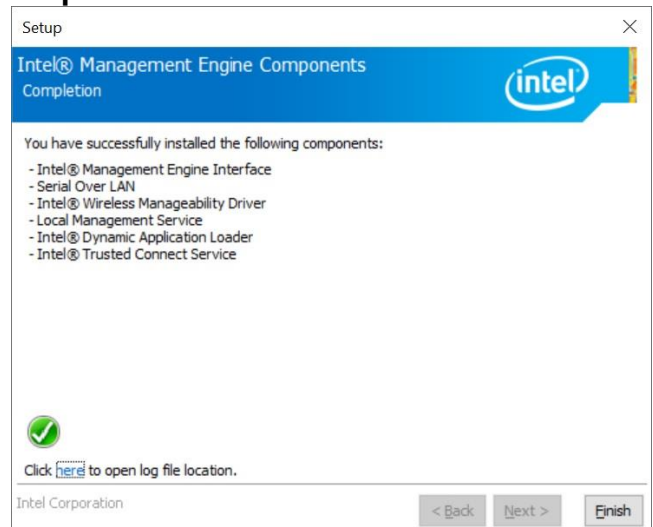 Setup
Intel® Management Engine Components
Completion
intel
You have successfully installed the following components:
- Intel® Management Engine Interface
- Serial Over LAN
- Intel® Wireless Manageability Driver
- Local Management Service
- Intel® Dynamic Application Loader
- Intel® Trusted Connect Service
Click here to open log file location.
Intel Corporation
< Back Next > Finish